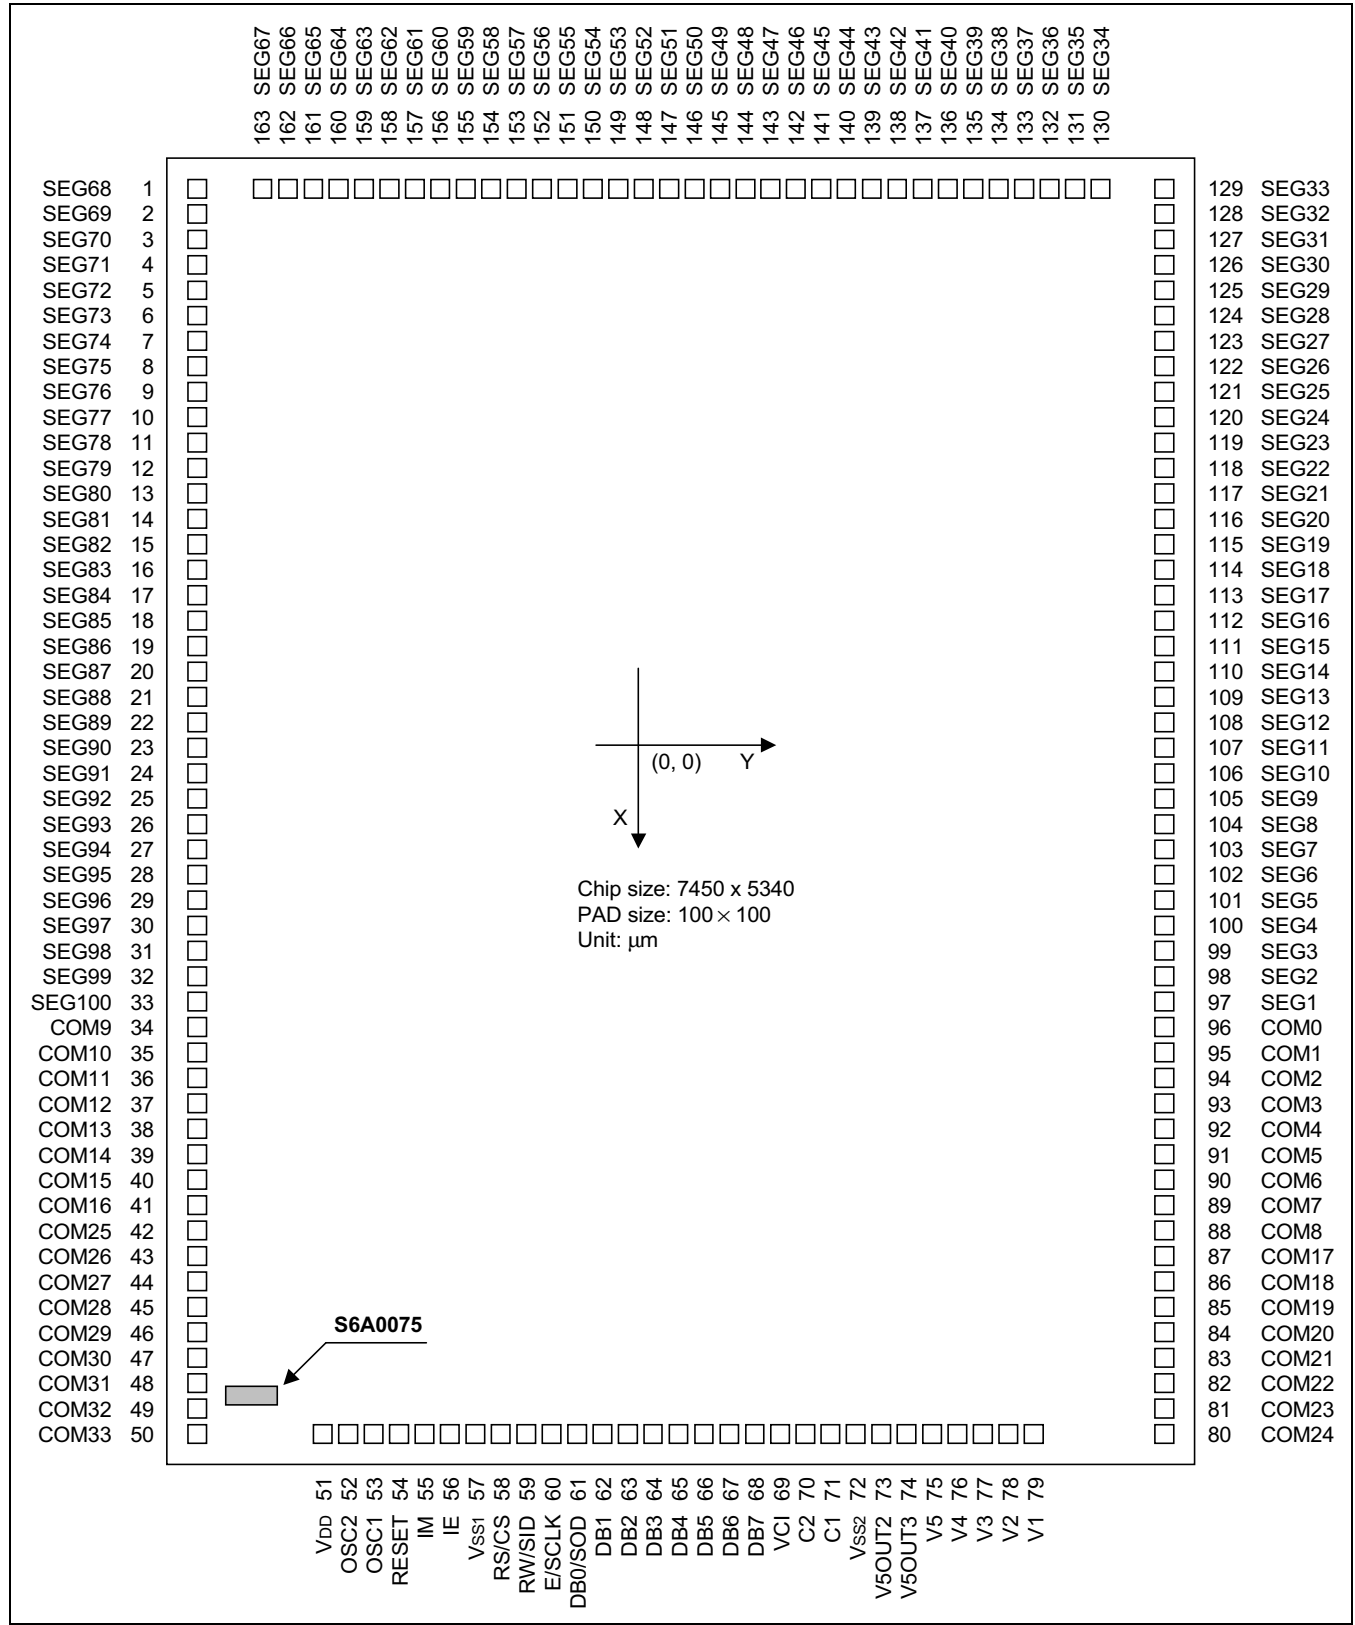 163 SEG67
162 SEG66
161 SEG65
160 SEG64
159 SEG63
158 SEG62
157 SEG61
156 SEG60
155 SEG59
154 SEG58
153 SEG57
152 SEG56
151 SEG55
150 SEG54
149 SEG53
148 SEG52
147 SEG51
146 SEG50
145 SEG49
144 SEG48
143 SEG47
142 SEG46
141 SEG45
140 SEG44
139 SEG43
138 SEG42
137 SEG41
136 SEG40
135 SEG39
134 SEG38
133 SEG37
132 SEG36
131 SEG35
130 SEG34
SEG68 1
SEG69 2
SEG70 3
SEG71 4
SEG72 5
SEG73 6
SEG74 7
SEG75 8
SEG76 9
SEG77 10
SEG78 11
SEG79 12
SEG80 13
SEG81 14
SEG82 15
SEG83 16
SEG84 17
SEG85 18
SEG86 19
SEG87 20
SEG88 21
SEG89 22
SEG90 23
SEG91 24
SEG92 25
SEG93 26
SEG94 27
SEG95 28
SEG96 29
SEG97 30
SEG98 31
SEG99 32
SEG100 33
COM9 34
COM10 35
COM11 36
COM12 37
COM13 38
COM14 39
COM15 40
COM16 41
COM25 42
COM26 43
COM27 44
COM28 45
COM29 46
COM30 47
COM31 48
COM32 49
COM33 50
(0, 0)
Y
X
Chip size: 7450 x 5340
PAD size: 100 × 100
Unit: μm
S6A0075
129 SEG33
128 SEG32
127 SEG31
126 SEG30
125 SEG29
124 SEG28
123 SEG27
122 SEG26
121 SEG25
120 SEG24
119 SEG23
118 SEG22
117 SEG21
116 SEG20
115 SEG19
114 SEG18
113 SEG17
112 SEG16
111 SEG15
110 SEG14
109 SEG13
108 SEG12
107 SEG11
106 SEG10
105 SEG9
104 SEG8
103 SEG7
102 SEG6
101 SEG5
100 SEG4
99 SEG3
98 SEG2
97 SEG1
96 COM0
95 COM1
94 COM2
93 COM3
92 COM4
91 COM5
90 COM6
89 COM7
88 COM8
87 COM17
86 COM18
85 COM19
84 COM20
83 COM21
82 COM22
81 COM23
80 COM24
VDD 51
OSC2 52
OSC1 53
RESET 54
IM 55
IE 56
VSS1 57
RS/CS 58
RW/SID 59
E/SCLK 60
DB0/SOD 61
DB1 62
DB2 63
DB3 64
DB4 65
DB5 66
DB6 67
DB7 68
VCI 69
C2 70
C1 71
VSS2 72
V5OUT2 73
V5OUT3 74
V5 75
V4 76
V3 77
V2 78
V1 79